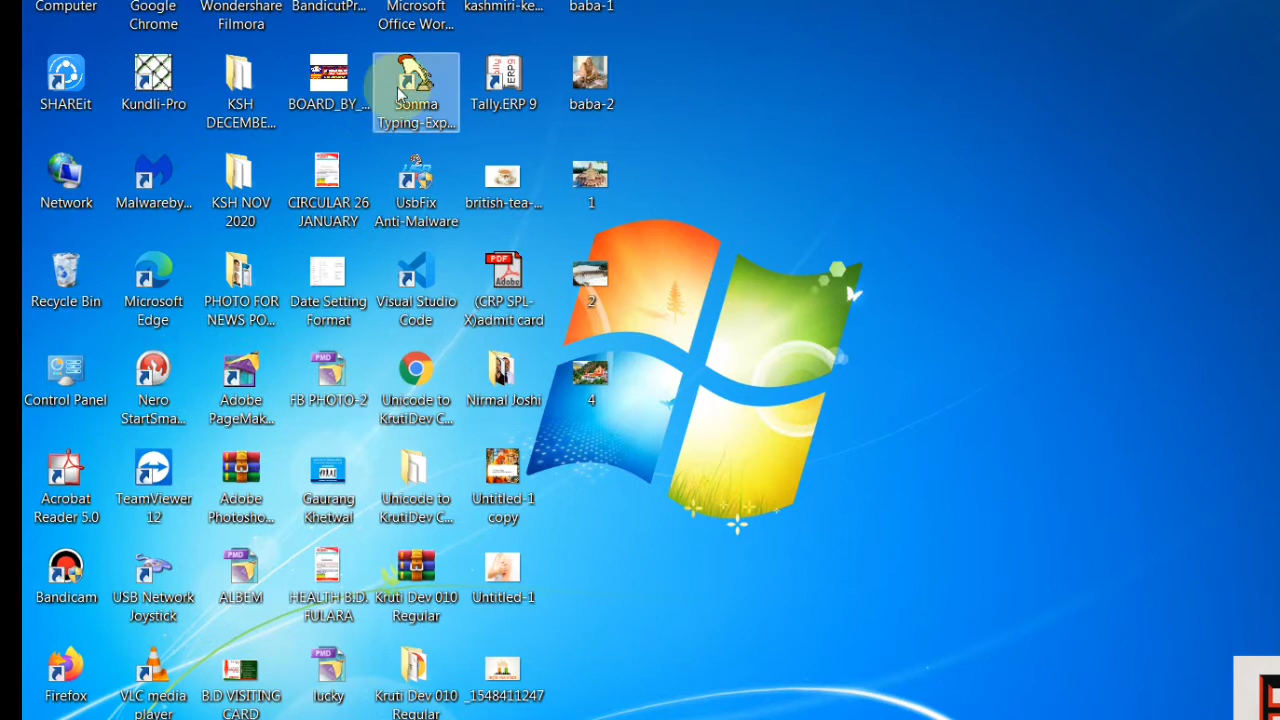 Computer
Google
Chrome
Wondershare
Filmora
BandicutPr...
Microsoft
Office Wor...
kashmiri-ke...
baba-1
SHAREit
Kundli-Pro
KSH
DECEMBE...
BOARD_BY_...
Sonma
Typing-Exp...
Tally.ERP 9
baba-2
Network
Malwareby...
KSH NOV
2020
CIRCULAR 26
JANUARY
UsbFix
Anti-Malware
british-tea-...
1
Recycle Bin
Microsoft
Edge
PHOTO FOR
NEWS PO...
Date Setting
Format
Visual Studio
Code
(CRP SPL-
X)admit card
2
Control Panel
Nero
StartSma...
Adobe
PageMak...
FB PHOTO-2
Unicode to
KrutiDev C...
Nirmal Joshi
4
Acrobat
Reader 5.0
TeamViewer
12
Adobe
Photosho...
Gaurang
Khetwal
Unicode to
KrutiDev C...
Untitled-1
copy
Bandicam
USB Network
Joystick
ALBEM
HEALTH B.D.
FULARA
Kruti Dev 010
Regular
Untitled-1
Firefox
VLC media
player
B.D VISITING
CARD
lucky
Kruti Dev 010
Regular
_1548411247